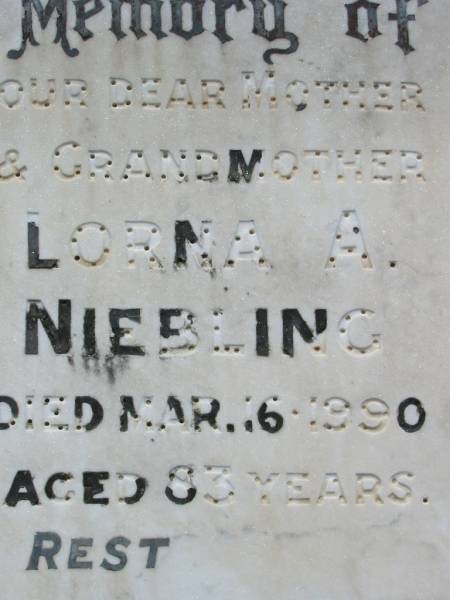 Memory of
OUR DEAR MOTHER
& GRANDMOTHER
LORNA A.
NIEBLING
DIED MAR. 16 · 1990
AGED 83 YEARS.
REST